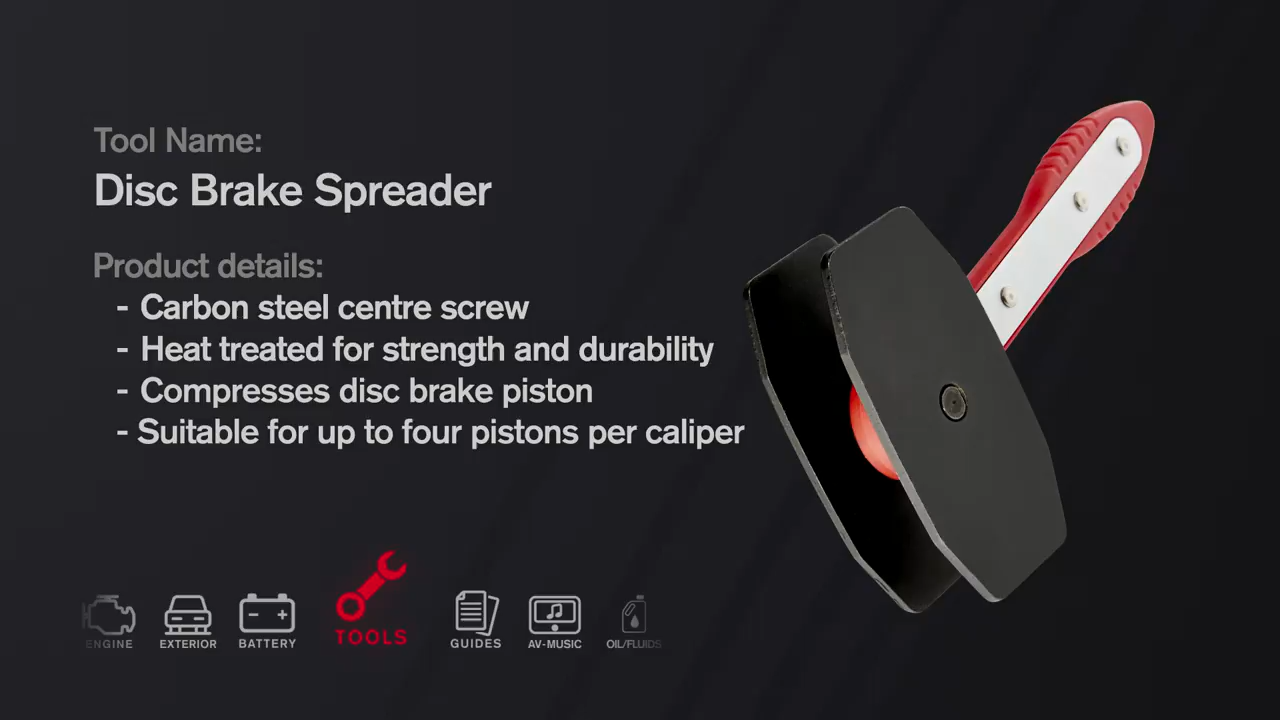 Tool Name:
Disc Brake Spreader
Product details:
- Carbon steel centre screw
- Heat treated for strength and durability
- Compresses disc brake piston
- Suitable for up to four pistons per caliper
ENGINE
EXTERIOR
BATTERY
TOOLS
GUIDES
AV-MUSIC
OIL/FLUIDS